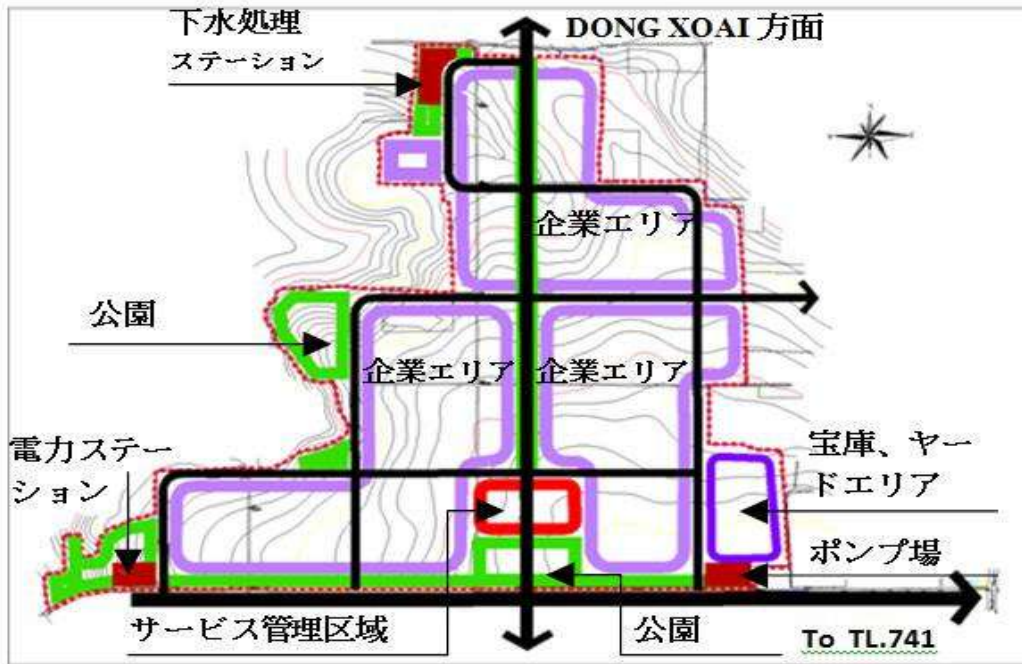 下水処理
ステーション
DONG XOAI 方面
企業エリア
公園
企業エリア
企業エリア
電力ステー
ション
宝庫、ヤー
ドエリア
ポンプ場
サービス管理区域
公園
To TL.741